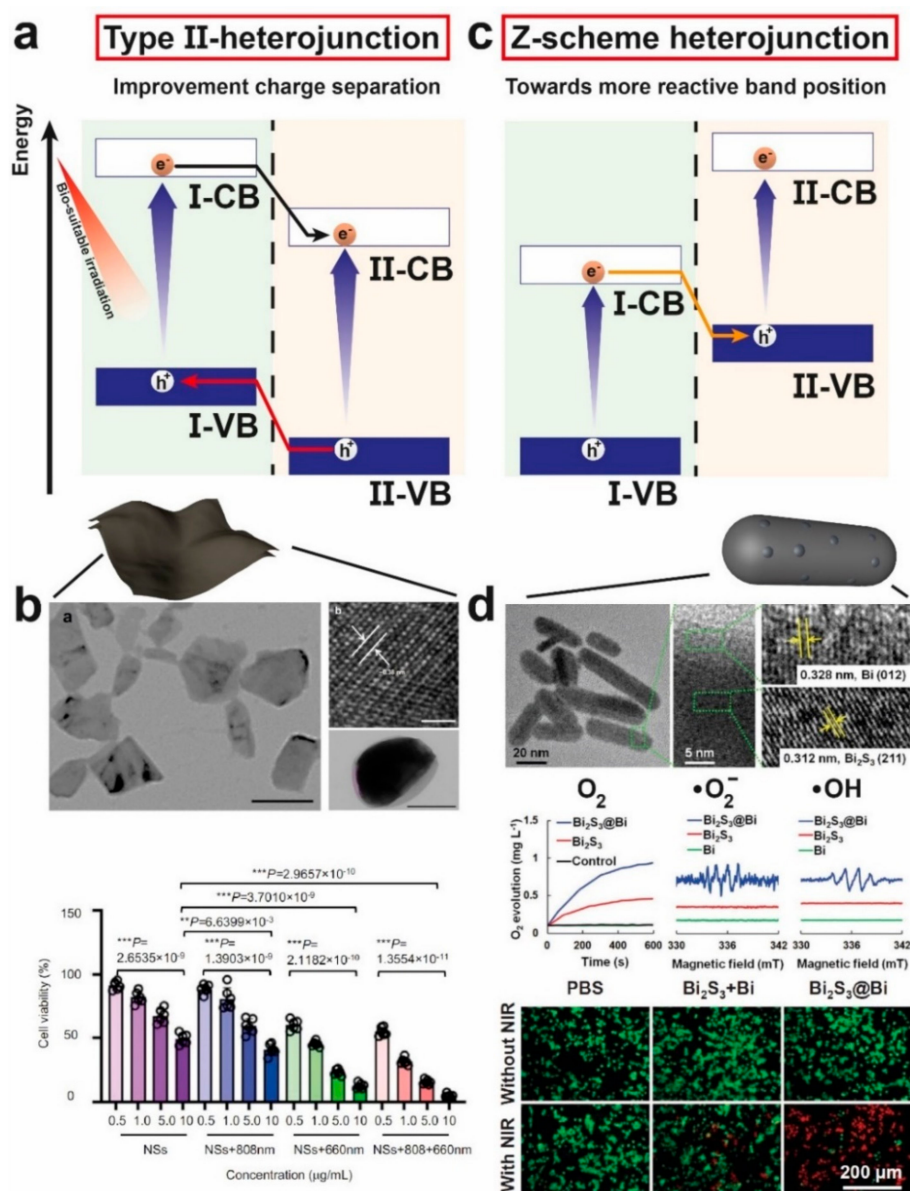 a
Type II-heterojunction
Improvement charge separation
Energy
Bio-suitable irradiation
e-
I-CB
e-
II-CB
h+
I-VB
h+
II-VB
c
Z-scheme heterojunction
Towards more reactive band position
e-
II-CB
e-
I-CB
h+
II-VB
h+
I-VB
b
a
***P=2.9657×10-10
***P=3.7010×10-9
**P=6.6399×10-3
***P=
2.6535×10-9
***P=
1.3903×10-9
***P=
2.1182×10-10
***P=
1.3554×10-11
Cell viability (%)
150
100
50
0
0.5 1.0 5.0 10 0.5 1.0 5.0 10 0.5 1.0 5.0 10 0.5 1.0 5.0 10
NSs NSs+808nm NSs+660nm NSs+808+660nm
Concentration (µg/mL)
d
20 nm
5 nm
0.328 nm, Bi (012)
0.312 nm, Bi2S3 (211)
O2
Bi2S3@Bi
Bi2S3
Control
O2 evolution (mg L-1)
1
0.5
0
0 200 400 600
Time (s)
•O2-
Bi2S3@Bi
Bi2S3
Bi
330 336 342
Magnetic field (mT)
•OH
Bi2S3@Bi
Bi2S3
Bi
330 336 342
Magnetic field (mT)
PBS Bi2S3+Bi Bi2S3@Bi
Without NIR
With NIR
200 µm